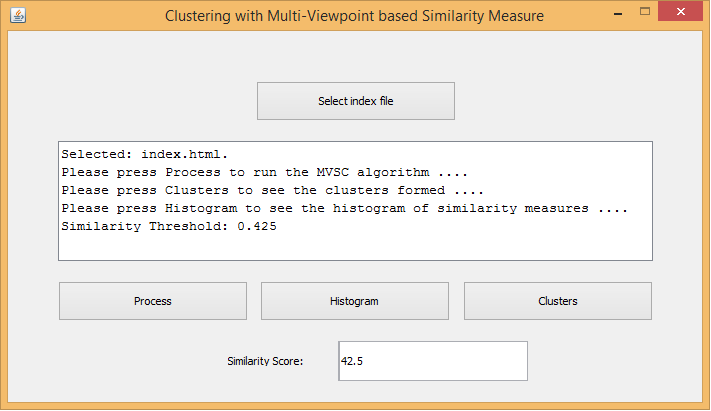 Clustering with Multi-Viewpoint based Similarity Measure
Select index file
Selected: index.html.
Please press Process to run the MVSC algorithm ....
Please press Clusters to see the clusters formed ....
Please press Histogram to see the histogram of similarity measures ....
Similarity Threshold: 0.425
Process
Histogram
Clusters
Similarity Score:
42.5